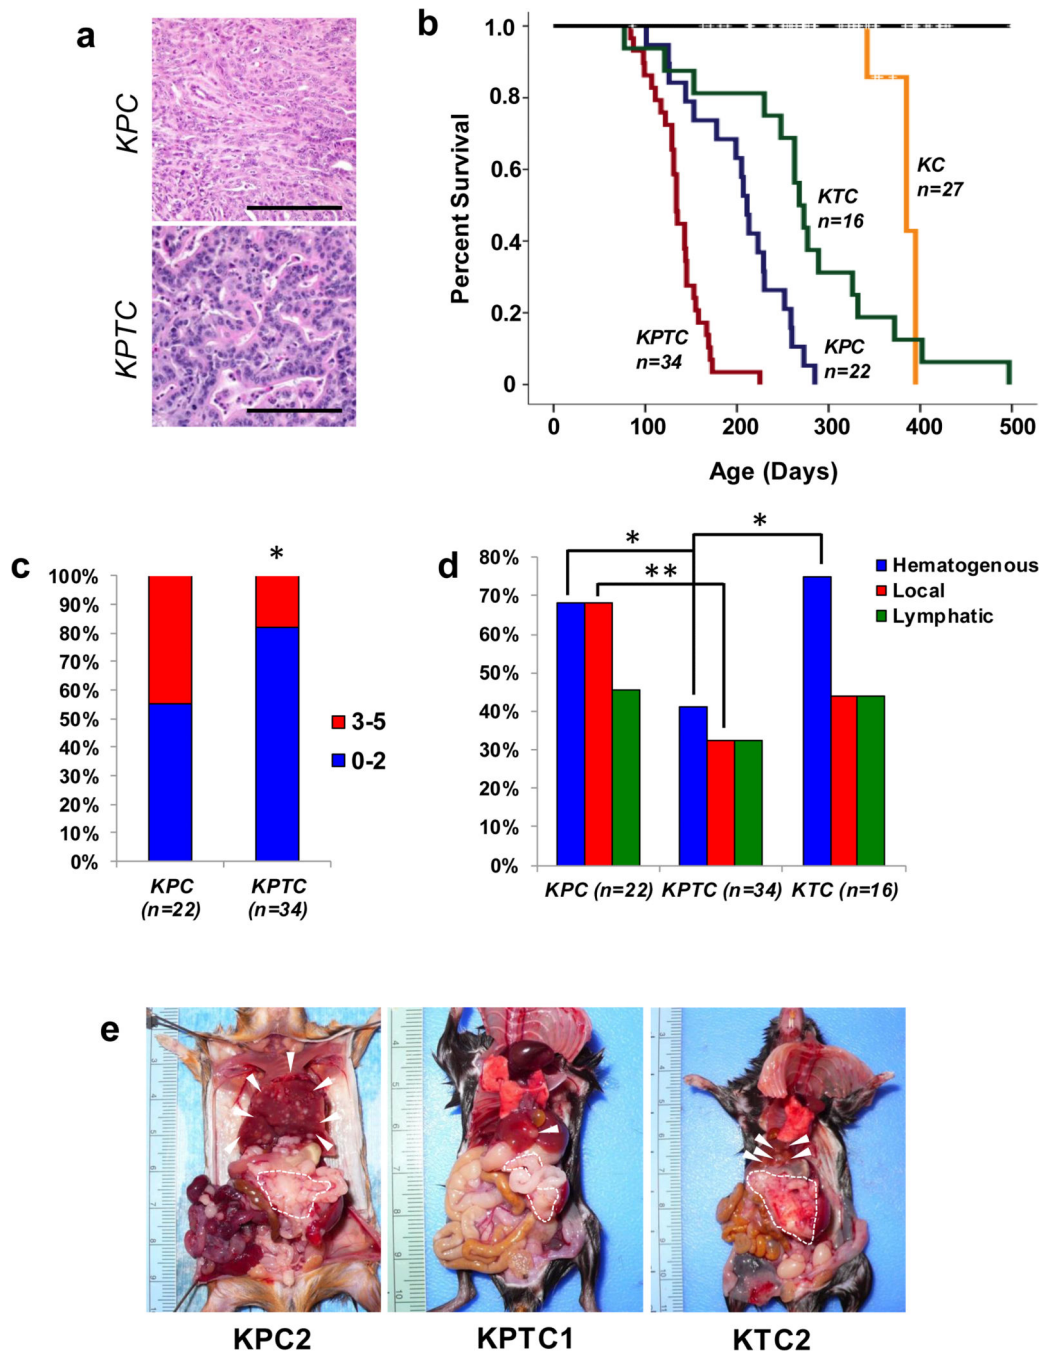 a
KPC
KPTC
b
Percent Survival
1.0
0.8
0.6
0.4
0.2
0
KC
n=27
KTC
n=16
KPTC
n=34
KPC
n=22
0 100 200 300 400 500
Age (Days)
c
*
100%
90%
80%
70%
60%
50%
40%
30%
20%
10%
0%
3-5
0-2
KPC
(n=22)
KPTC
(n=34)
d
*
*
**
80%
70%
60%
50%
40%
30%
20%
10%
0%
Hematogenous
Local
Lymphatic
KPC (n=22) KPTC (n=34) KTC (n=16)
e
KPC2 KPTC1 KTC2